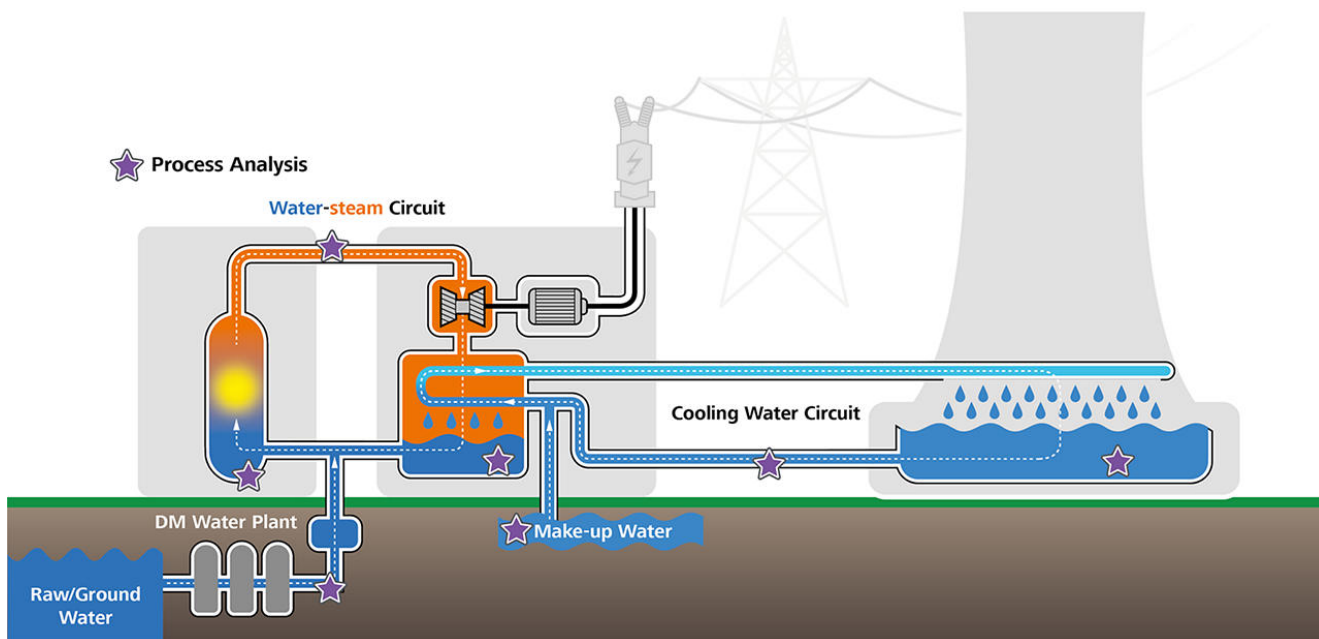 Process Analysis
Water-steam Circuit
Cooling Water Circuit
DM Water Plant
Make-up Water
Raw/Ground
Water